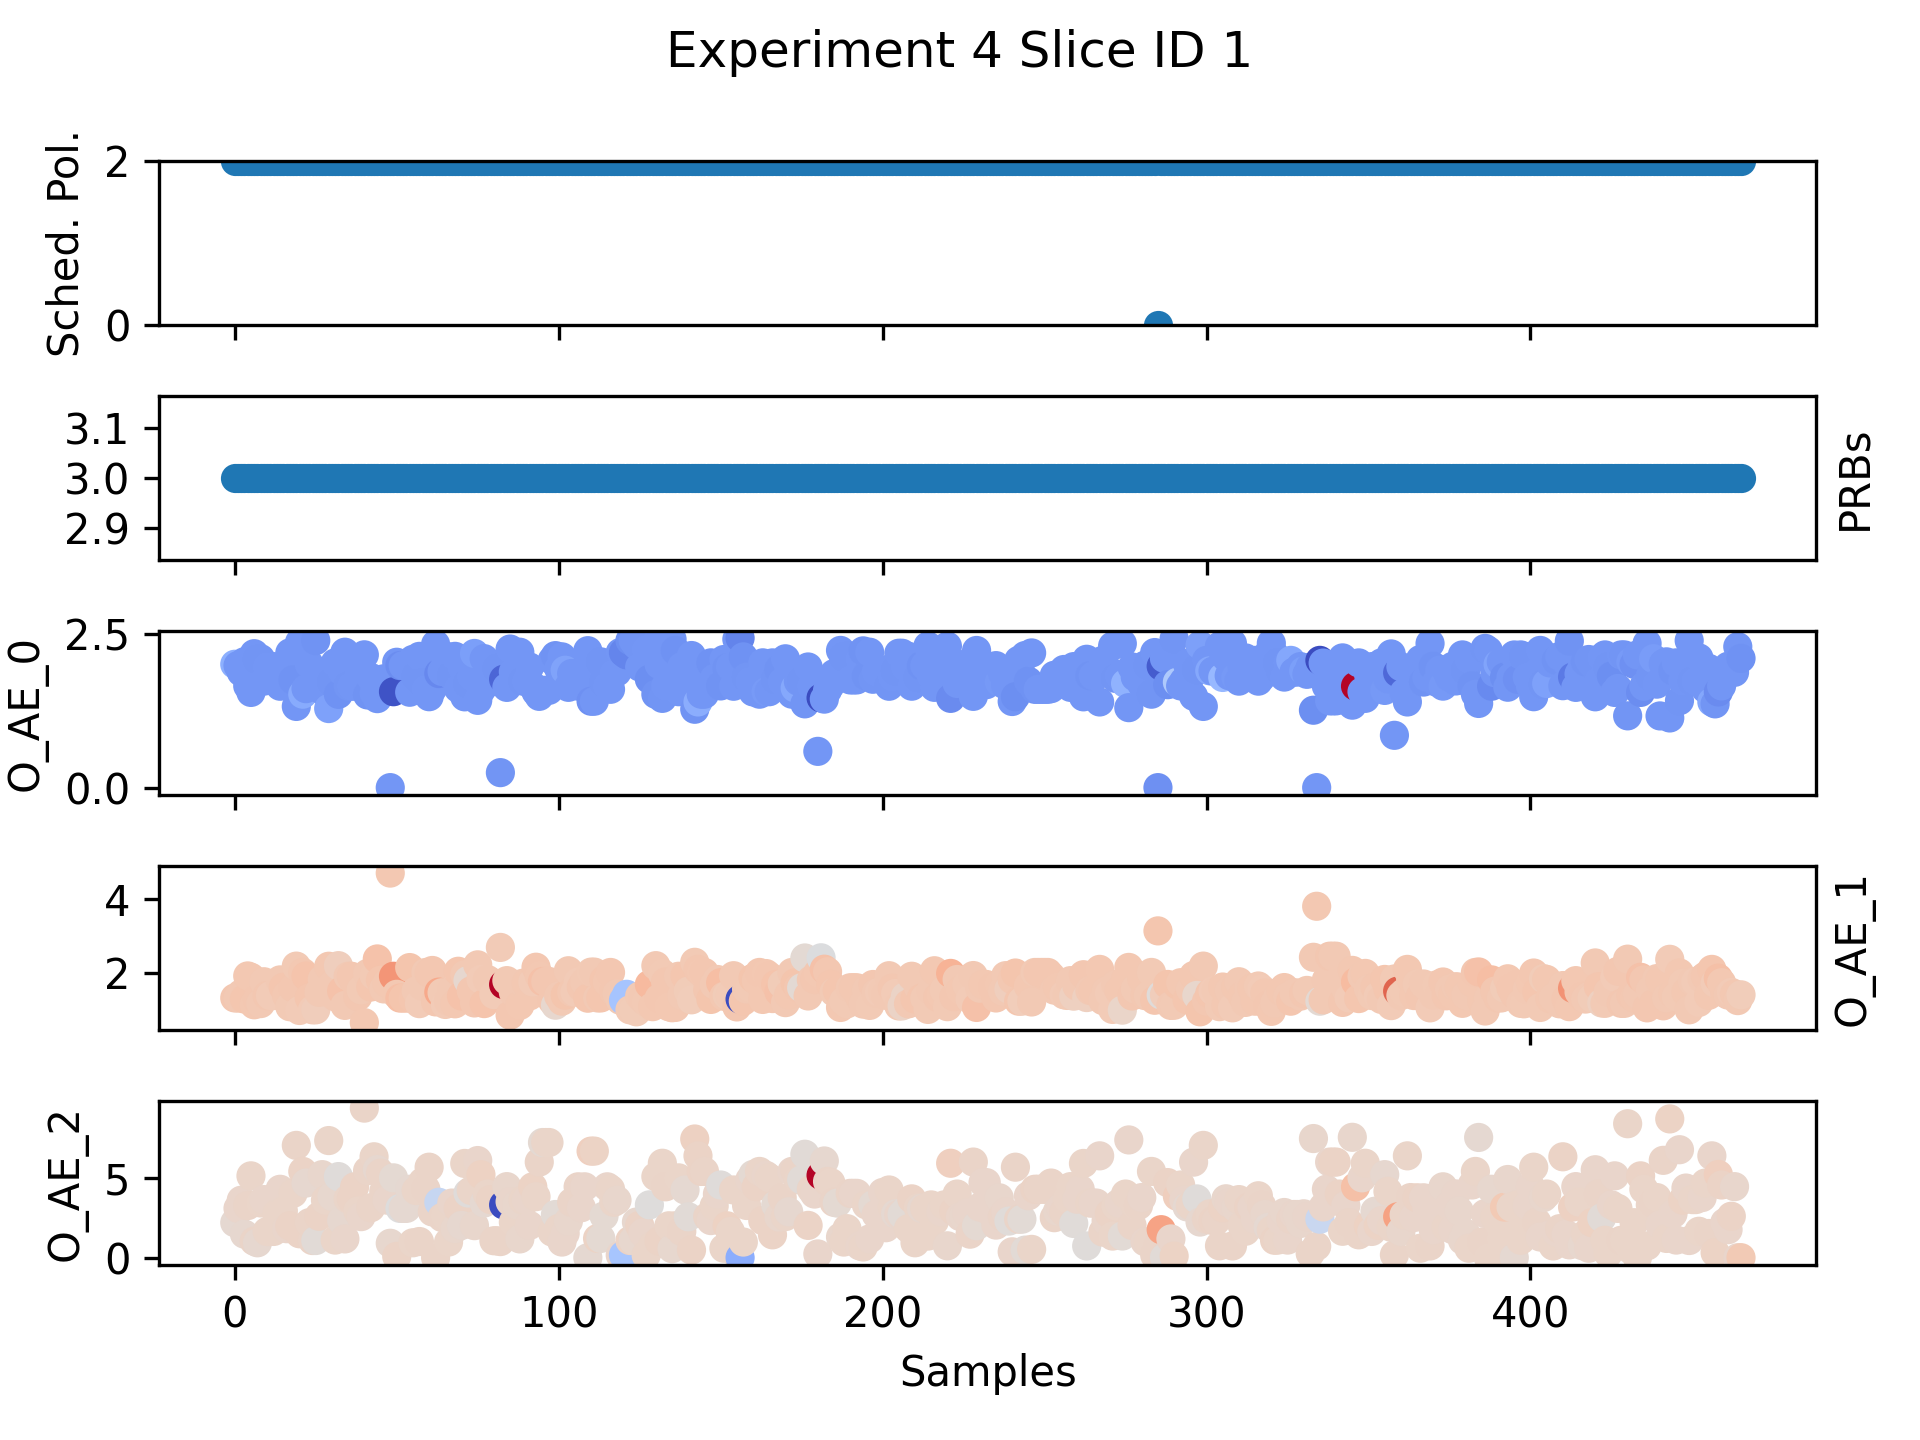 Experiment 4 Slice ID 1
Sched. Pol.
2
0
3.1
3.0
2.9
PRBs
O_AE_0
2.5
0.0
4
2
O_AE_1
O_AE_2
5
0
0 100 200 300 400
Samples